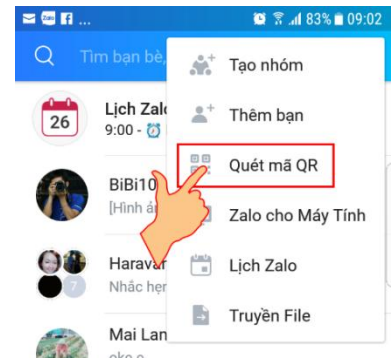 83% 09:02
Tìm bạn bè,
Tạo nhóm
26
Lịch Zalo
9:00 -
Thêm bạn
Quét mã QR
BiBi10
[Hình ả
Zalo cho Máy Tính
Haravan
7
Nhắc hẹn
Lịch Zalo
Truyền File
Mai Lan